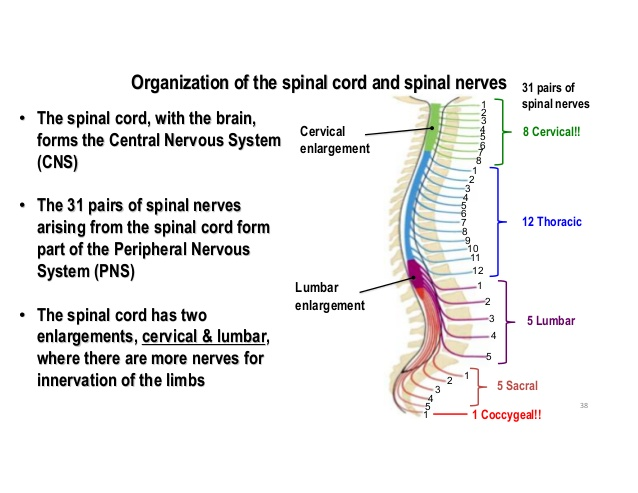 Organization of the spinal cord and spinal nerves
31 pairs of
spinal nerves
• The spinal cord, with the brain,
forms the Central Nervous System
(CNS)
• The 31 pairs of spinal nerves
arising from the spinal cord form
part of the Peripheral Nervous
System (PNS)
• The spinal cord has two
enlargements, cervical & lumbar,
where there are more nerves for
innervation of the limbs
Cervical
enlargement
Lumbar
enlargement
1
2
3
4
5
6
7
8
8 Cervical!!
1
2
3
4
5
6
7
8
9
10
11
12
12 Thoracic
1
2
3
4
5
5 Lumbar
1
2
3
4
5
5 Sacral
1
1 Coccygeal!!
38